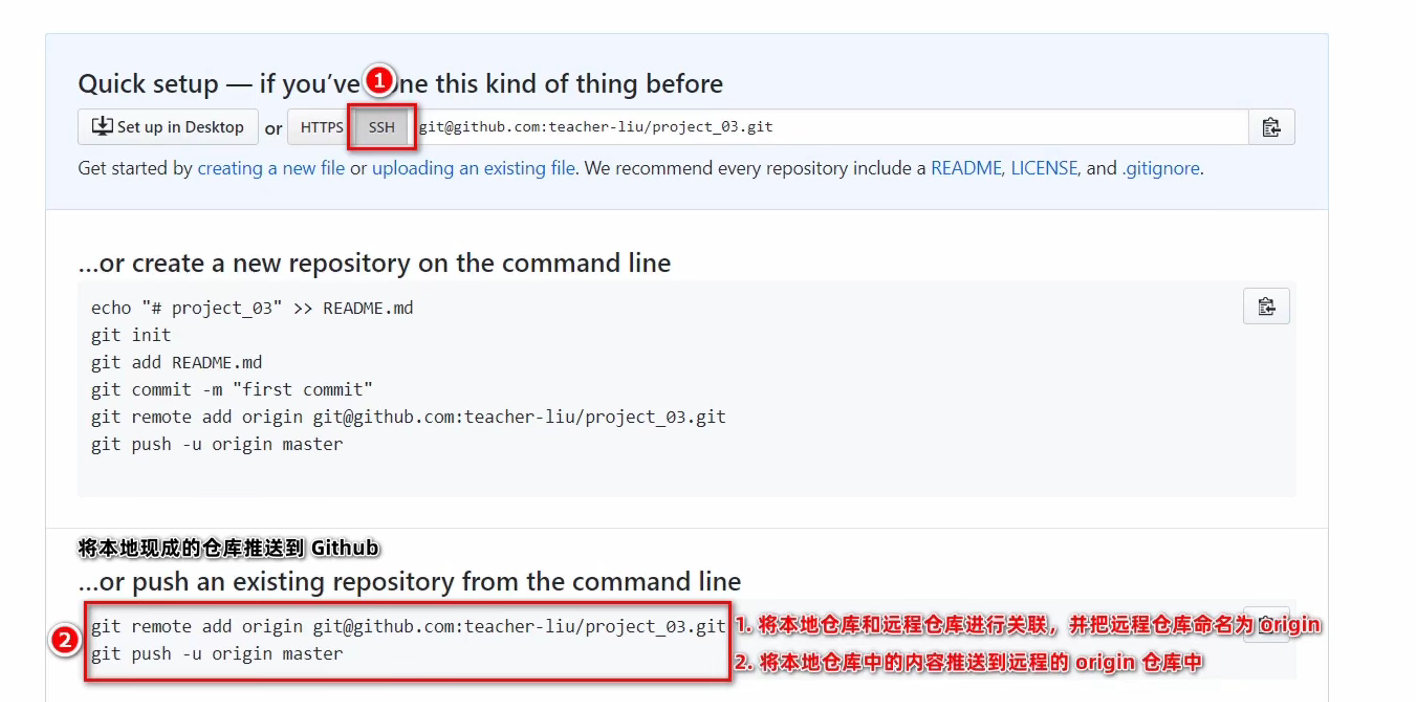 Quick setup — if you've 1ne this kind of thing before
Set up in Desktop or HTTPS SSH git@github.com:teacher-liu/project_03.git
Get started by creating a new file or uploading an existing file. We recommend every repository include a README, LICENSE, and .gitignore.
...or create a new repository on the command line
echo "# project_03" >> README.md
git init
git add README.md
git commit -m "first commit"
git remote add origin git@github.com:teacher-liu/project_03.git
git push -u origin master
将本地现成的仓库推送到 Github
...or push an existing repository from the command line
2
git remote add origin git@github.com:teacher-liu/project_03.git
1. 将本地仓库和远程仓库进行关联，并把远程仓库命名为 origin
git push -u origin master
2. 将本地仓库中的内容推送到远程的 origin 仓库中